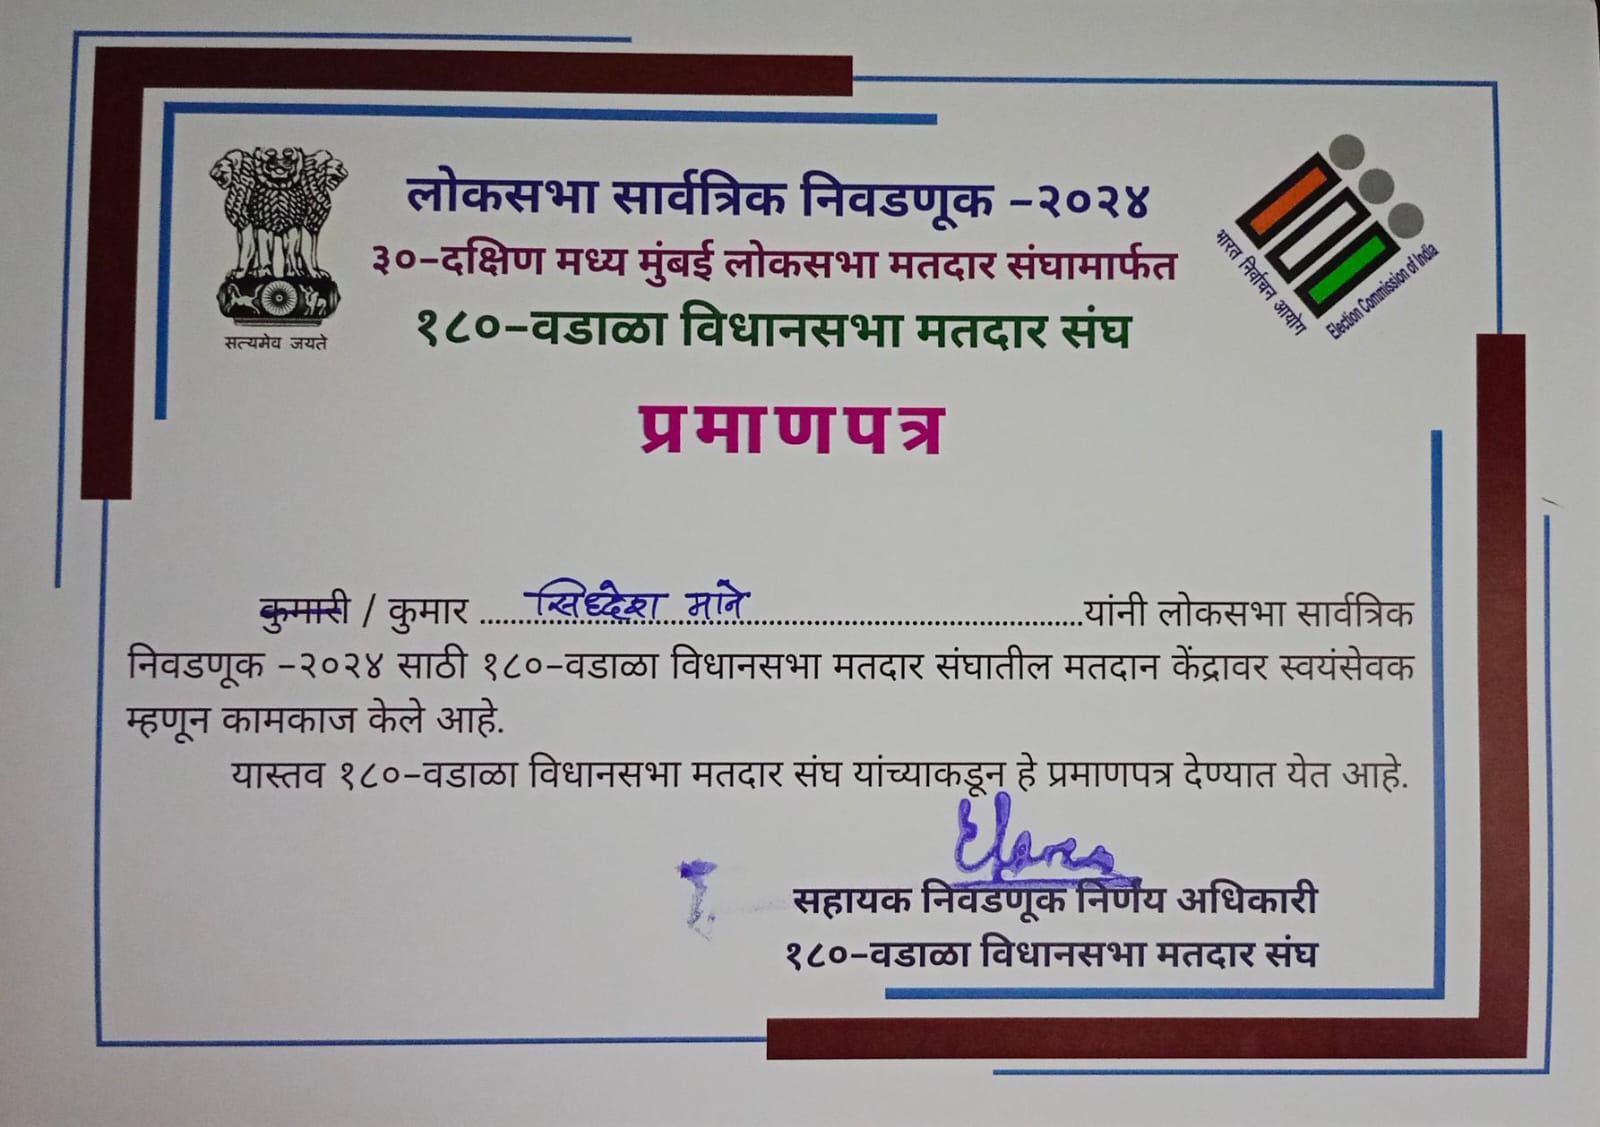 लोकसभा सार्वत्रिक निवडणूक -२०२४
३०-दक्षिण मध्य मुंबई लोकसभा मतदार संघामार्फत
१८०-वडाळा विधानसभा मतदार संघ
सत्यमेव जयते
भारत निर्वाचन आयोग
Election Commission of India
प्रमाणपत्र
कुमारी / कुमार ..........सिध्देश माने..........यांनी लोकसभा सार्वत्रिक
निवडणूक -२०२४ साठी १८०-वडाळा विधानसभा मतदार संघातील मतदान केंद्रावर स्वयंसेवक
म्हणून कामकाज केले आहे.
यास्तव १८०-वडाळा विधानसभा मतदार संघ यांच्याकडून हे प्रमाणपत्र देण्यात येत आहे.
सहायक निवडणूक निर्णय अधिकारी
१८०-वडाळा विधानसभा मतदार संघ